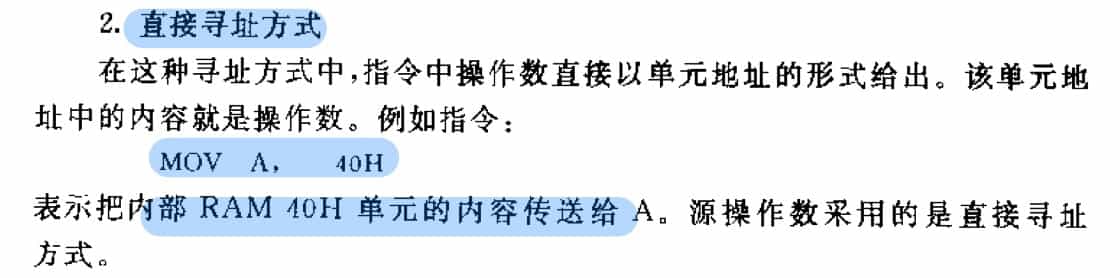 2. 直接寻址方式
在这种寻址方式中,指令中操作数直接以单元地址的形式给出。该单元地
址中的内容就是操作数。例如指令:
MOV A, 40H
表示把内部 RAM 40H 单元的内容传送给 A。源操作数采用的是直接寻址
方式。